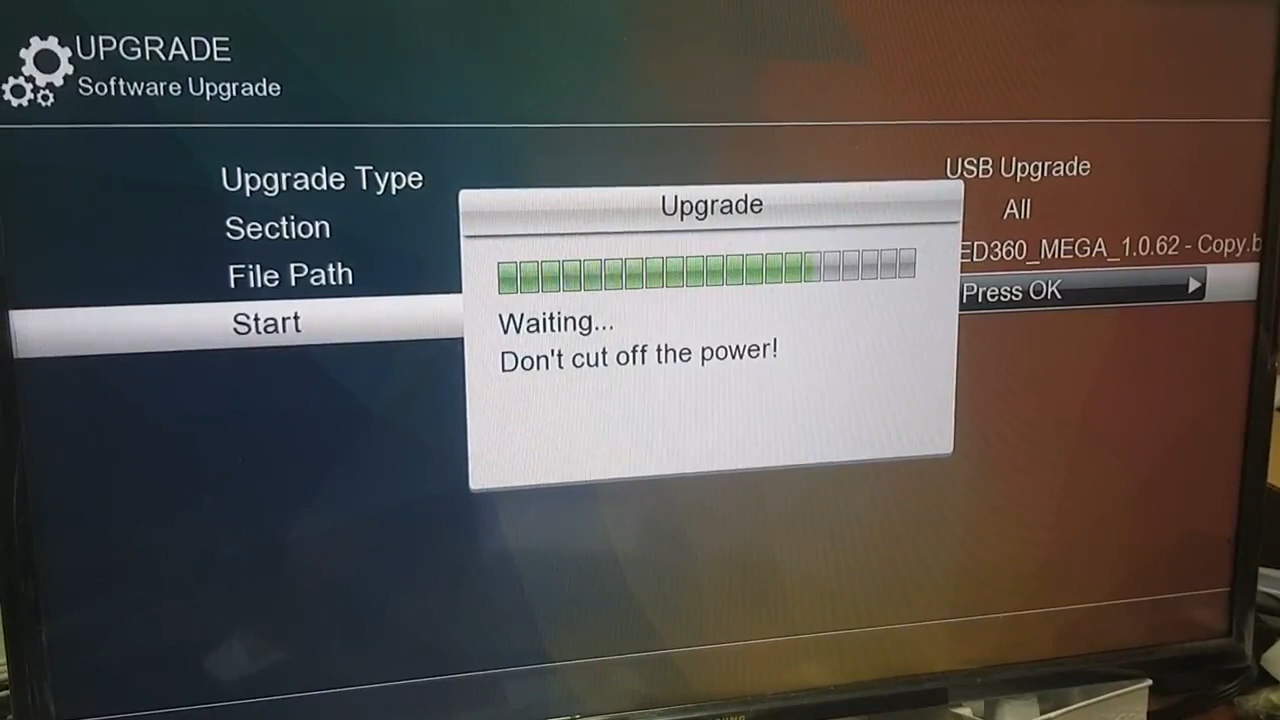 UPGRADE
Software Upgrade
Upgrade Type
USB Upgrade
Section
All
File Path
ED360_MEGA_1.0.62 - Copy.b
Start
Press OK
Upgrade
Waiting...
Don't cut off the power!